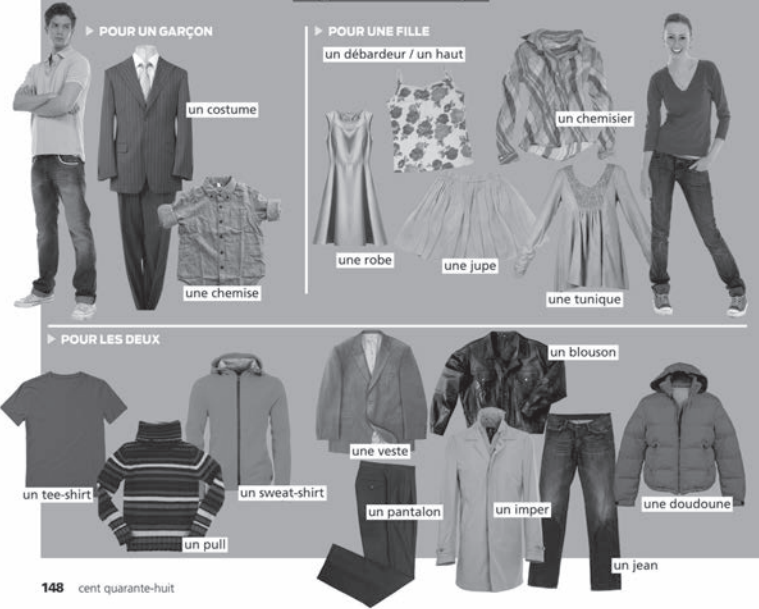 ▶ POUR UN GARÇON
un costume
une chemise
▶ POUR UNE FILLE
un débardeur / un haut
un chemisier
une robe
une jupe
une tunique
▶ POUR LES DEUX
un tee-shirt
un pull
un sweat-shirt
une veste
un pantalon
un blouson
un imper
un jean
une doudoune
148 cent quarante-huit